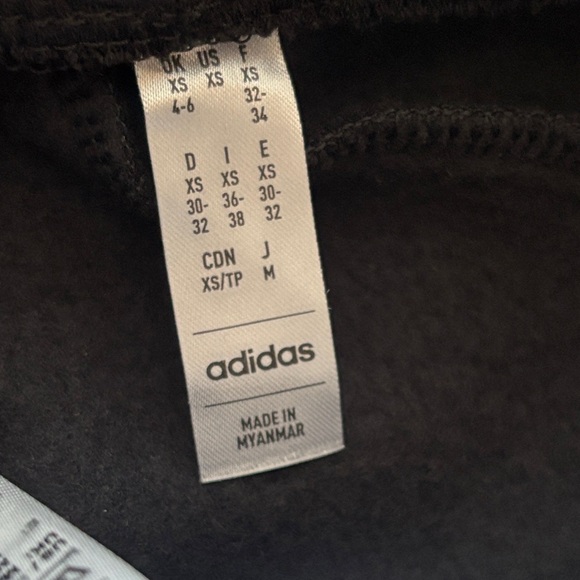 UK US F
XS XS XS
4-6 32-
34
D I E
XS XS XS
30- 36- 30-
32 38 32
CDN J
XS/TP M
adidas
MADE IN
MYANMAR